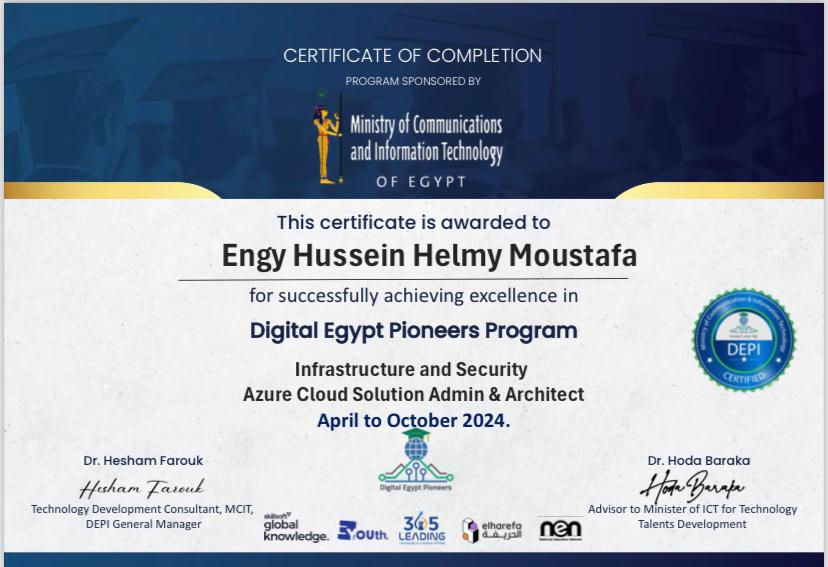 CERTIFICATE OF COMPLETION
PROGRAM SPONSORED BY
Ministry of Communications
and Information Technology
OF EGYPT
This certificate is awarded to
Engy Hussein Helmy Moustafa
for successfully achieving excellence in
Digital Egypt Pioneers Program
Infrastructure and Security
Azure Cloud Solution Admin & Architect
April to October 2024.
Ministry of Communication & Information Technology
DEPI
CERTIFIED
Dr. Hesham Farouk
Hesham Farouk
Technology Development Consultant, MCIT,
DEPI General Manager
Digital Egypt Pioneers
Dr. Hoda Baraka
Hoda Baraka
Advisor to Minister of ICT for Technology
Talents Development
skillsoft
global
knowledge.
Youth.
365
LEADING
elharefa
الحريفة
nen